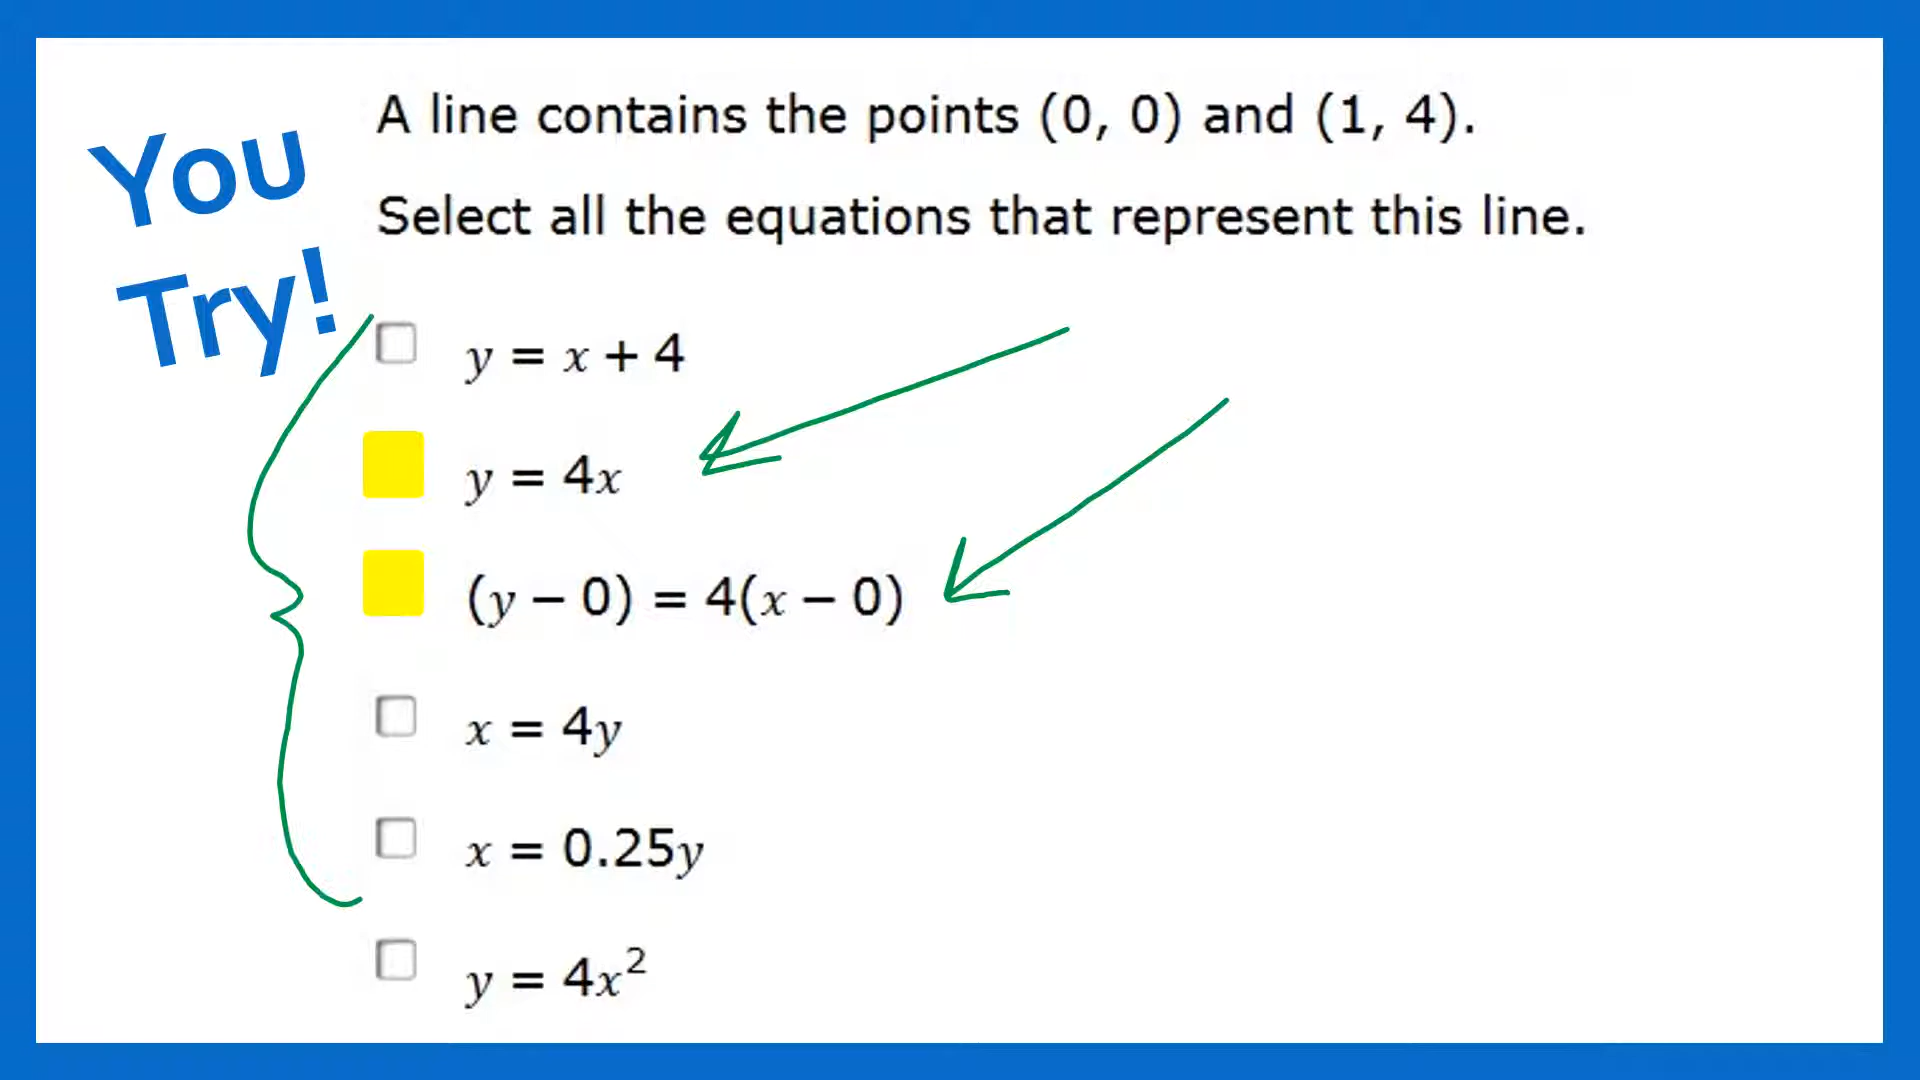 You
Try!
A line contains the points (0, 0) and (1, 4).
Select all the equations that represent this line.
y = x + 4
y = 4x
(y − 0) = 4(x − 0)
x = 4y
x = 0.25y
y = 4x²